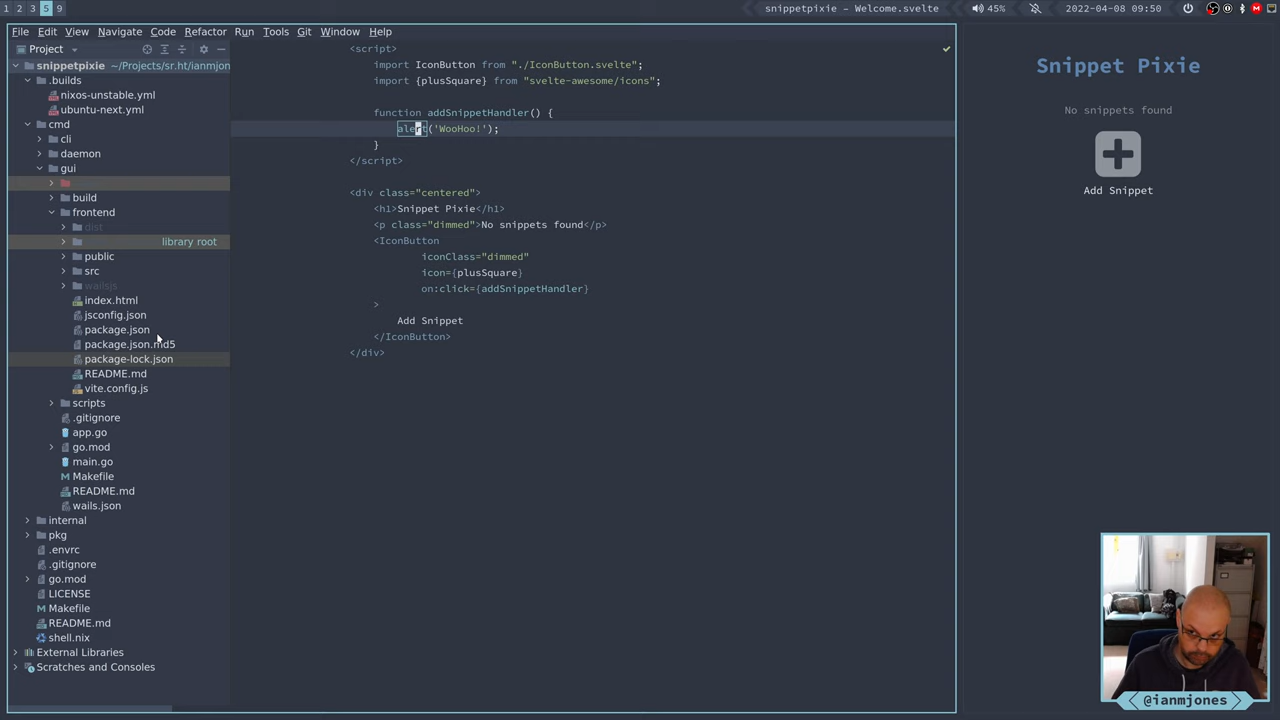 1 2 3 5 9
snippetpixie – Welcome.svelte
45%
2022-04-08 09:50
File Edit View Navigate Code Refactor Run Tools Git Window Help
Project
snippetpixie ~/Projects/sr.ht/ianmjon
.builds
nixos-unstable.yml
ubuntu-next.yml
cmd
cli
daemon
gui
build
frontend
dist
library root
public
src
wailsjs
index.html
jsconfig.json
package.json
package.json.md5
package-lock.json
README.md
vite.config.js
scripts
.gitignore
app.go
go.mod
main.go
Makefile
README.md
wails.json
internal
pkg
.envrc
.gitignore
go.mod
LICENSE
Makefile
README.md
shell.nix
External Libraries
Scratches and Consoles
<script>
import IconButton from "./IconButton.svelte";
import {plusSquare} from "svelte-awesome/icons";
function addSnippetHandler() {
alert('WooHoo!');
}
</script>
<div class="centered">
<h1>Snippet Pixie</h1>
<p class="dimmed">No snippets found</p>
<IconButton
iconClass="dimmed"
icon={plusSquare}
on:click={addSnippetHandler}
>
Add Snippet
</IconButton>
</div>
Snippet Pixie
No snippets found
Add Snippet
@ianmjones